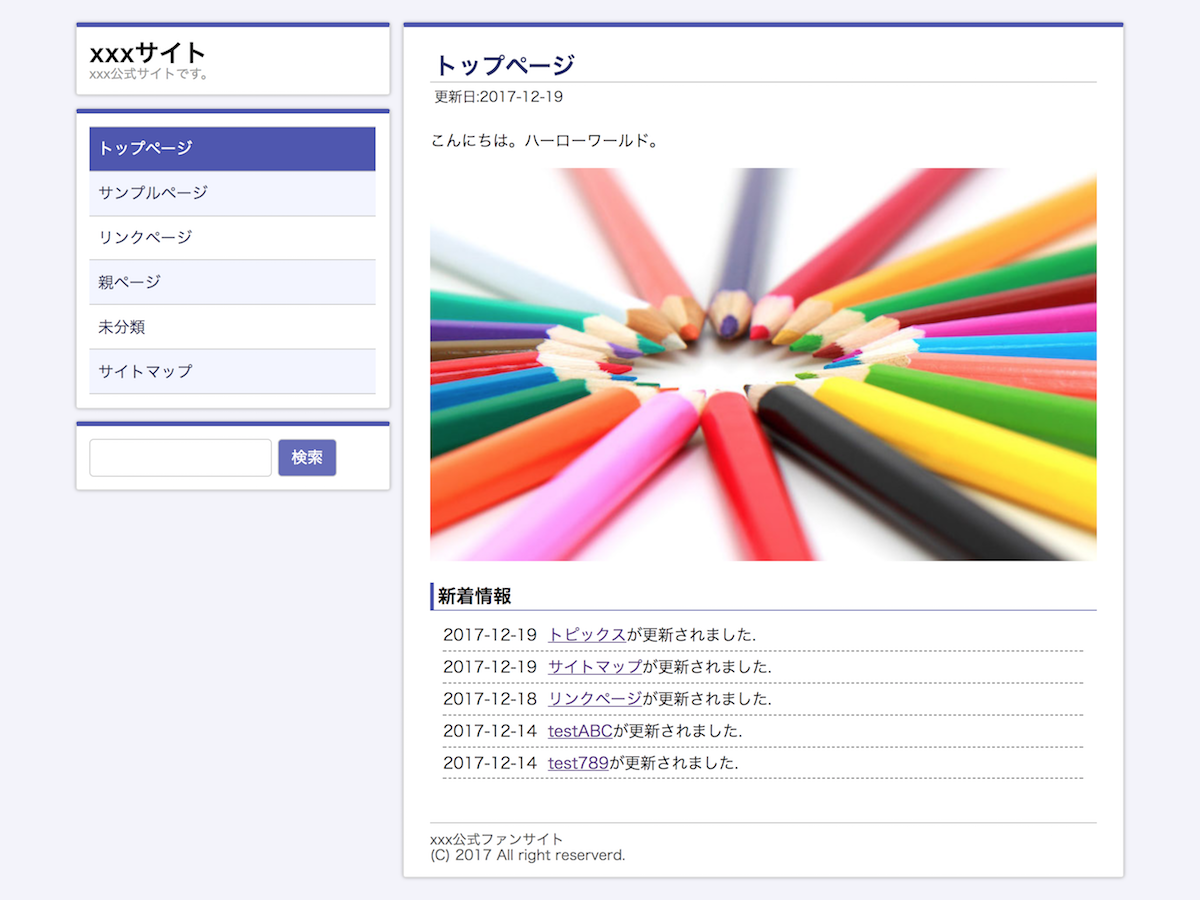 xxxサイト
xxx公式サイトです。
トップページ
サンプルページ
リンクページ
親ページ
未分類
サイトマップ
検索
トップページ
更新日:2017-12-19
こんにちは。ハーローワールド。
新着情報
2017-12-19 トピックスが更新されました.
2017-12-19 サイトマップが更新されました.
2017-12-18 リンクページが更新されました.
2017-12-14 testABCが更新されました.
2017-12-14 test789が更新されました.
xxx公式ファンサイト
(C) 2017 All right reserverd.